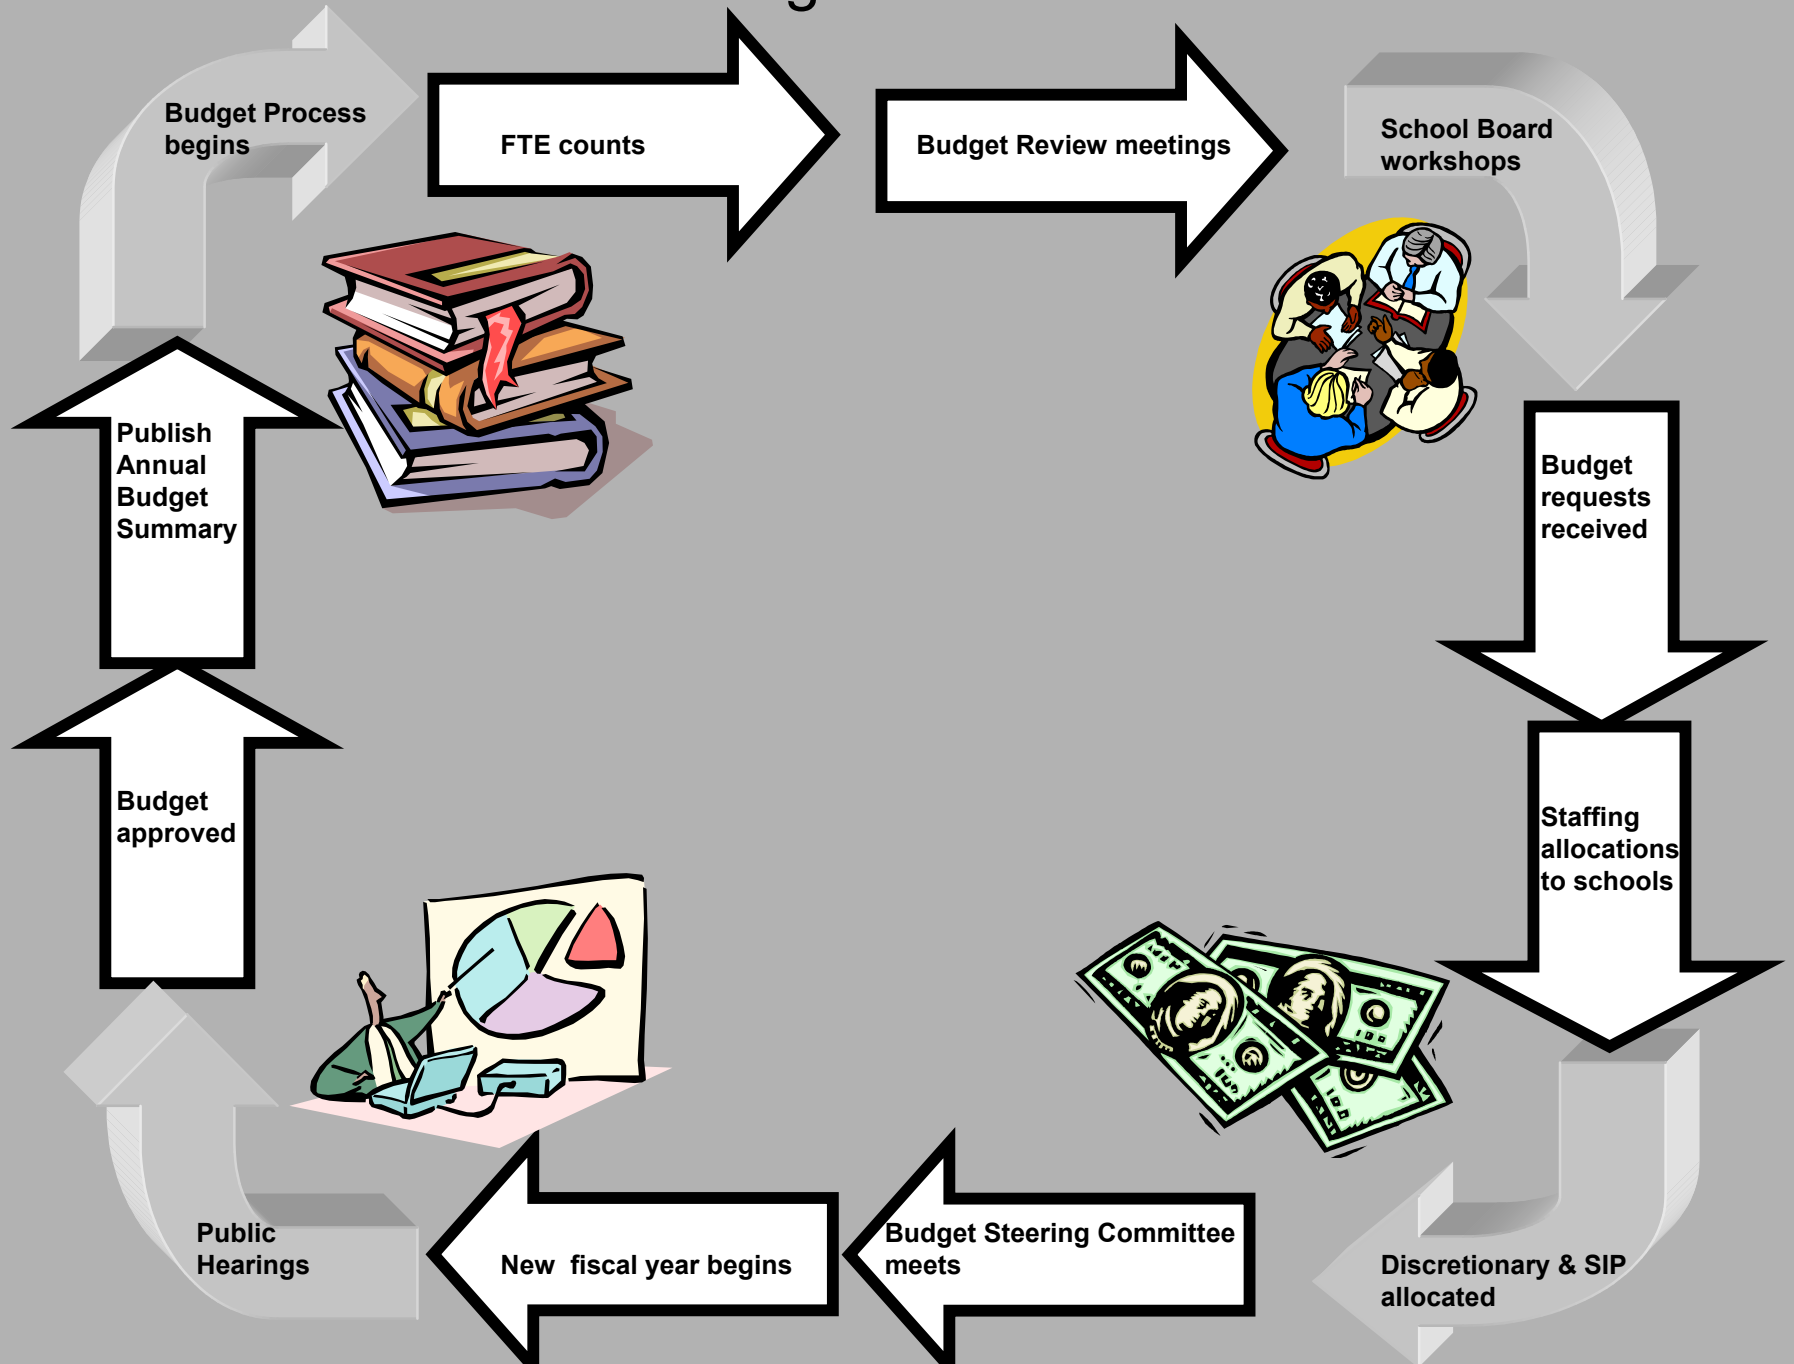 Budget Process
begins
FTE counts
Budget Review meetings
School Board
workshops
Budget
requests
received
Staffing
allocations
to schools
Discretionary & SIP
allocated
Budget Steering Committee
meets
New  fiscal year begins
Public
Hearings
Budget
approved
Publish
Annual
Budget
Summary